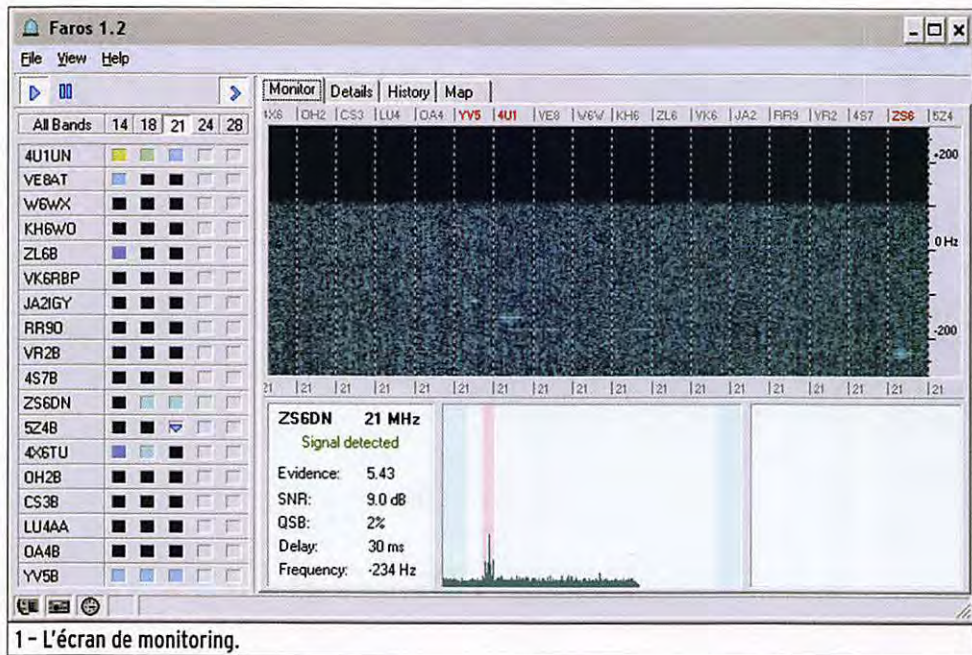 Faros 1.2
File View Help
Monitor Details History Map
All Bands 14 18 21 24 28
4U1UN
VE8AT
W6WX
KH6WO
ZL6B
VK6RBP
JA2IGY
RR9O
VR2B
4S7B
ZS6DN
5Z4B
4X6TU
OH2B
CS3B
LU4AA
OA4B
YV5B
4X6 OH2 CS3 LU4 OA4 YV5 4U1 VE8 W6W KH6 ZL6 VK6 JA2 RR9 VR2 4S7 ZS6 5Z4
+200
0 Hz
-200
21 21 21 21 21 21 21 21 21 21 21 21 21 21 21 21 21 21
ZS6DN 21 MHz
Signal detected
Evidence: 5.43
SNR: 9.0 dB
QSB: 2%
Delay: 30 ms
Frequency: -234 Hz
1 - L'écran de monitoring.